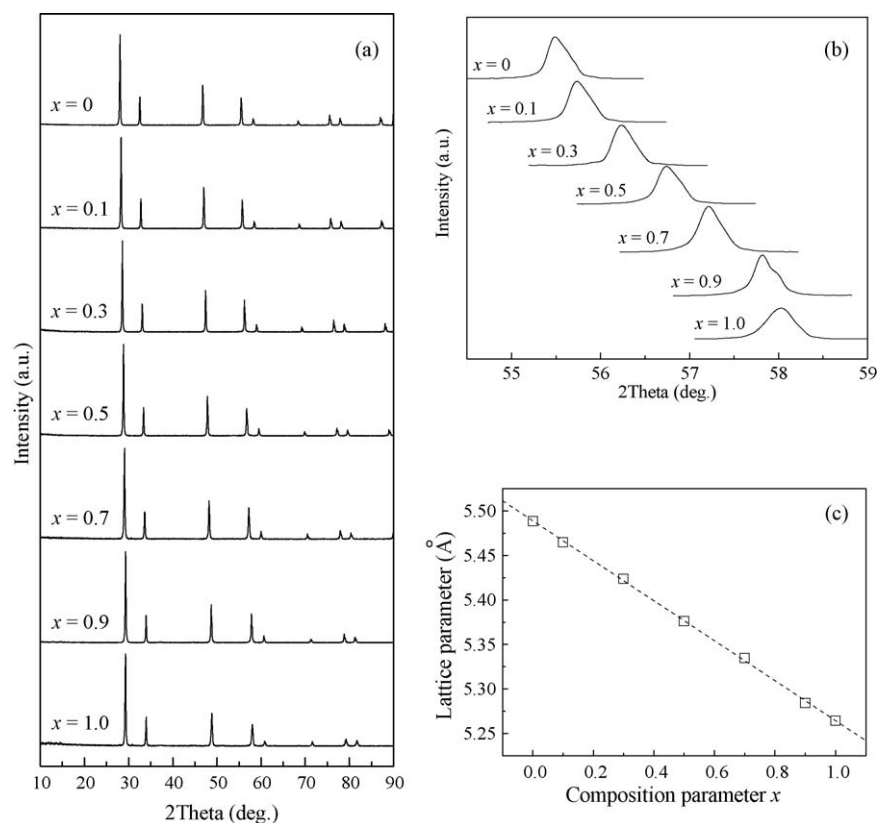 (a)
x = 0
x = 0.1
x = 0.3
x = 0.5
x = 0.7
x = 0.9
x = 1.0
Intensity (a.u.)
10 20 30 40 50 60 70 80 90
2Theta (deg.)
(b)
x = 0
x = 0.1
x = 0.3
x = 0.5
x = 0.7
x = 0.9
x = 1.0
Intensity (a.u.)
55 56 57 58 59
2Theta (deg.)
(c)
5.50
5.45
5.40
5.35
5.30
5.25
Lattice parameter (Å)
0.0 0.2 0.4 0.6 0.8 1.0
Composition parameter x